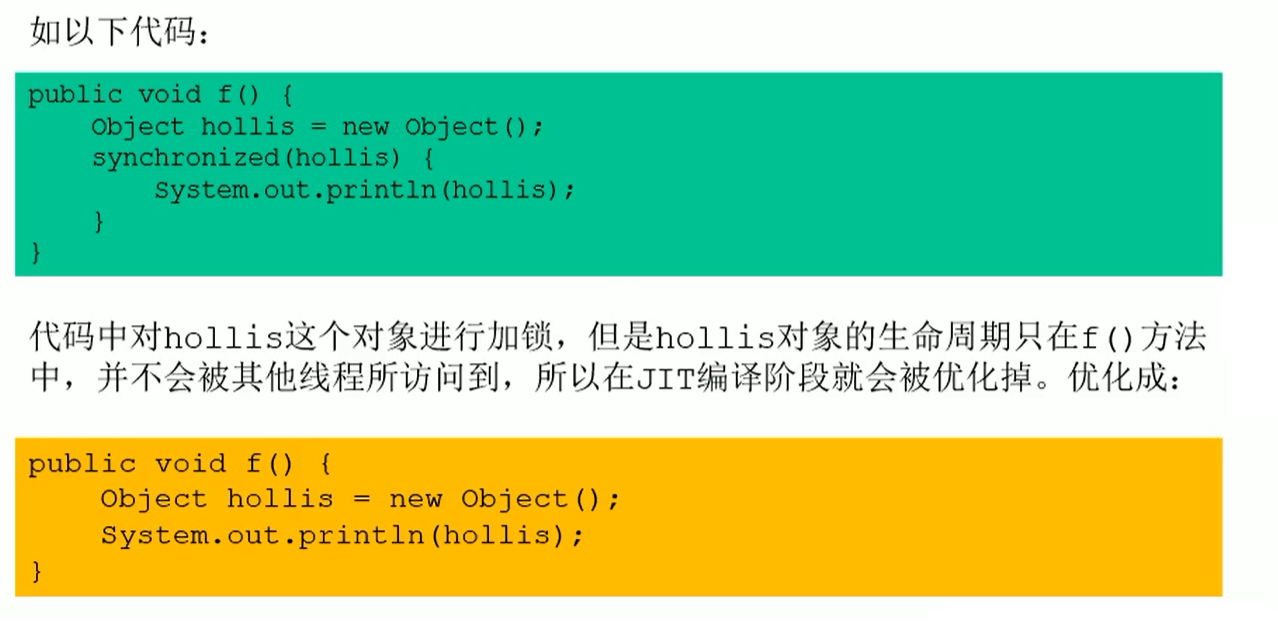 如以下代码：
public void f() {
    Object hollis = new Object();
    synchronized(hollis) {
        System.out.println(hollis);
    }
}
代码中对hollis这个对象进行加锁，但是hollis对象的生命周期只在f()方法
中，并不会被其他线程所访问到，所以在JIT编译阶段就会被优化掉。优化成：
public void f() {
    Object hollis = new Object();
    System.out.println(hollis);
}